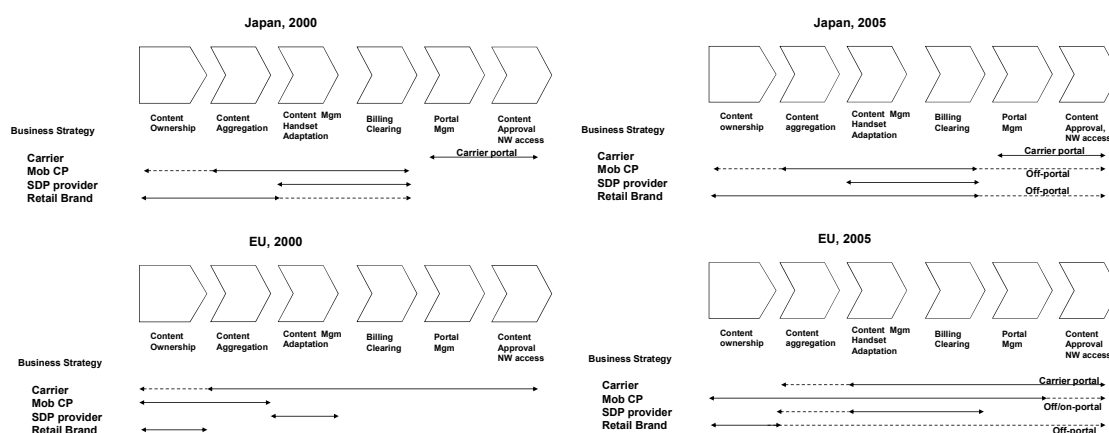 Japan, 2000
Content Ownership
Content Aggregation
Content Mgm Handset Adaptation
Billing Clearing
Portal Mgm
Content Approval NW access
Business Strategy
Carrier
Carrier portal
Mob CP
SDP provider
Retail Brand
Japan, 2005
Content ownership
Content aggregation
Content Mgm Handset Adaptation
Billing Clearing
Portal Mgm
Content Approval, NW access
Business Strategy
Carrier
Carrier portal
Mob CP
Off-portal
SDP provider
Retail Brand
Off-portal
EU, 2000
Content Ownership
Content Aggregation
Content Mgm Adaptation
Billing Clearing
Portal Mgm
Content Approval NW access
Business Strategy
Carrier
Mob CP
SDP provider
Retail Brand
EU, 2005
Content ownership
Content aggregation
Content Mgm Handset Adaptation
Billing Clearing
Portal Mgm
Content Approval NW access
Business Strategy
Carrier
Carrier portal
Mob CP
Off/on-portal
SDP provider
Retail Brand
Off-portal